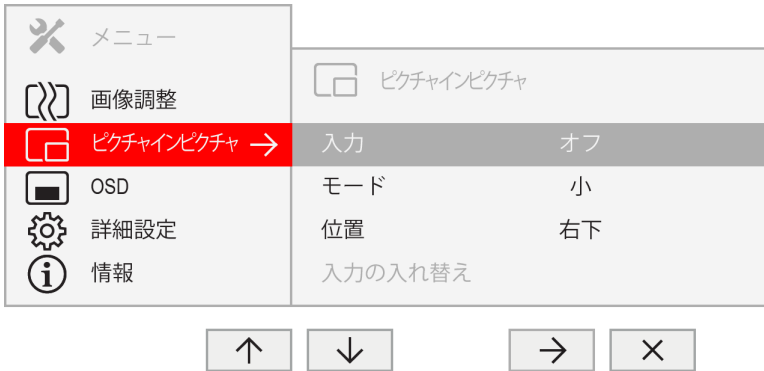 メニュー
画像調整
ピクチャインピクチャ
OSD
詳細設定
情報
ピクチャインピクチャ
入力 オフ
モード 小
位置 右下
入力の入れ替え